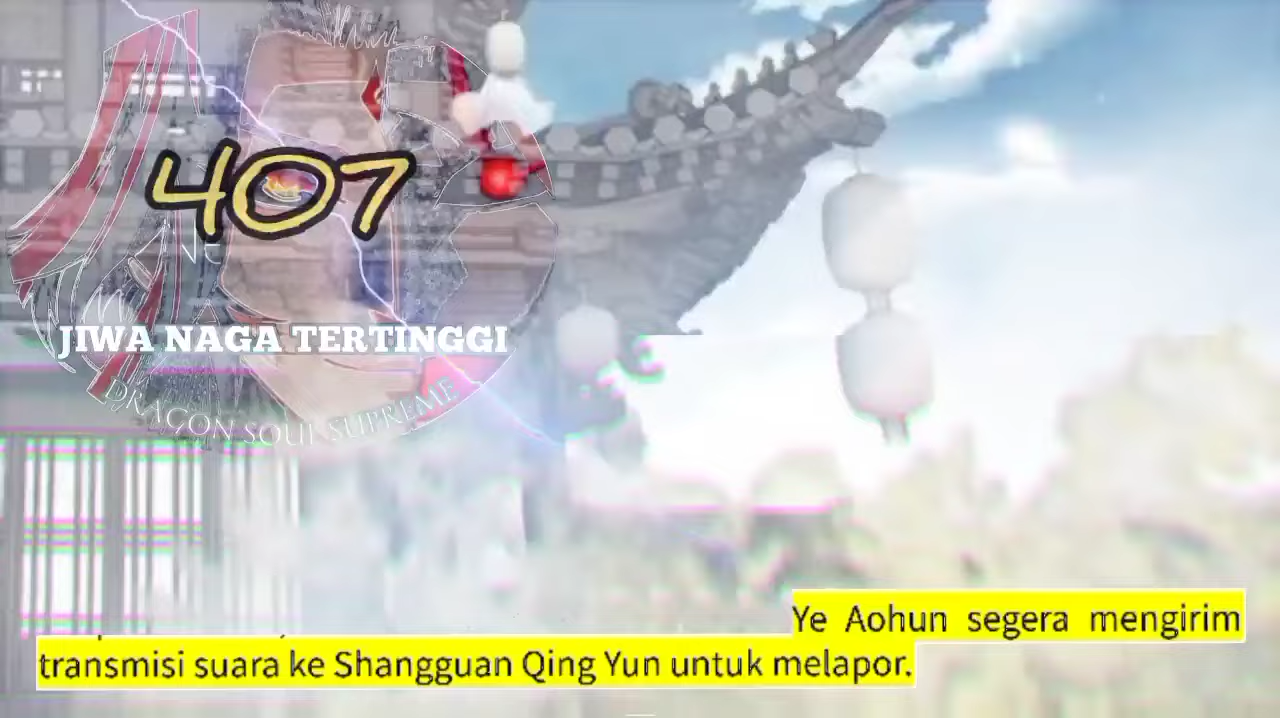 407
JIWA NAGA TERTINGGI
DRAGON SOUL SUPREME
Ye Aohun segera mengirim
transmisi suara ke Shangguan Qing Yun untuk melapor.